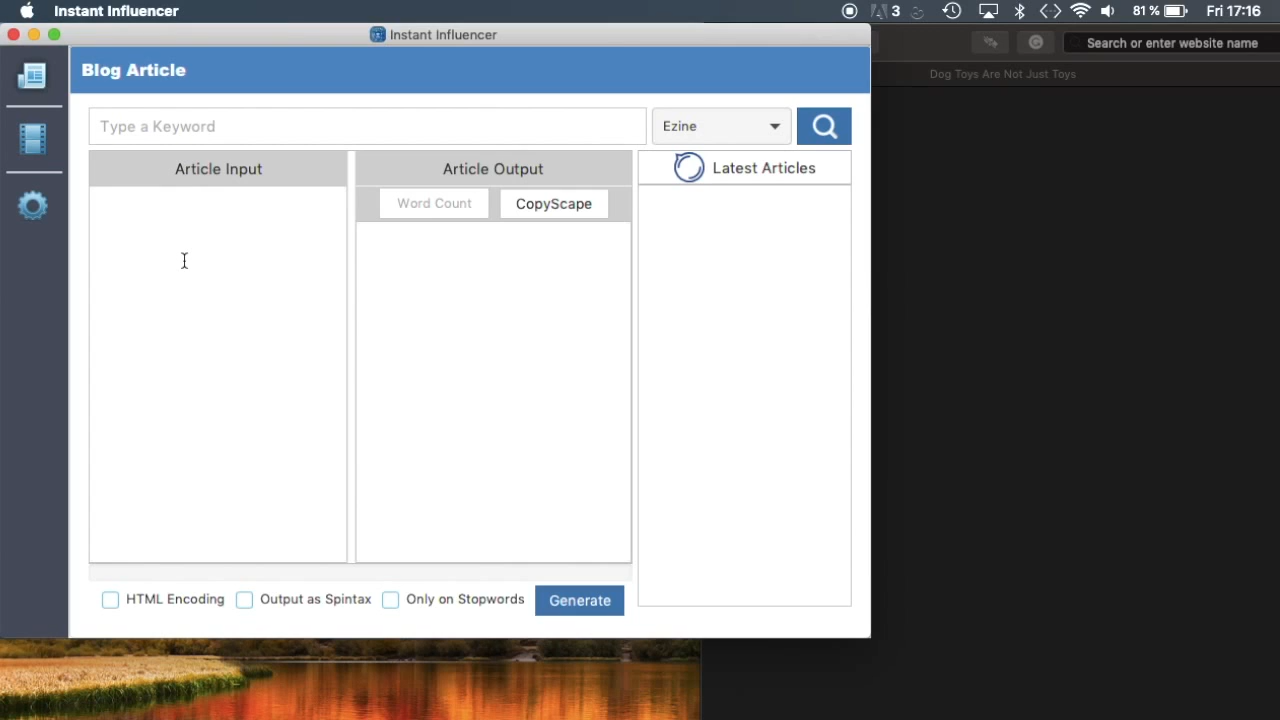 Instant Influencer
3
81 %
Fri 17:16
Instant Influencer
Search or enter website name
Dog Toys Are Not Just Toys
Blog Article
Type a Keyword
Ezine
Article Input
Article Output
Latest Articles
Word Count
CopyScape
HTML Encoding
Output as Spintax
Only on Stopwords
Generate